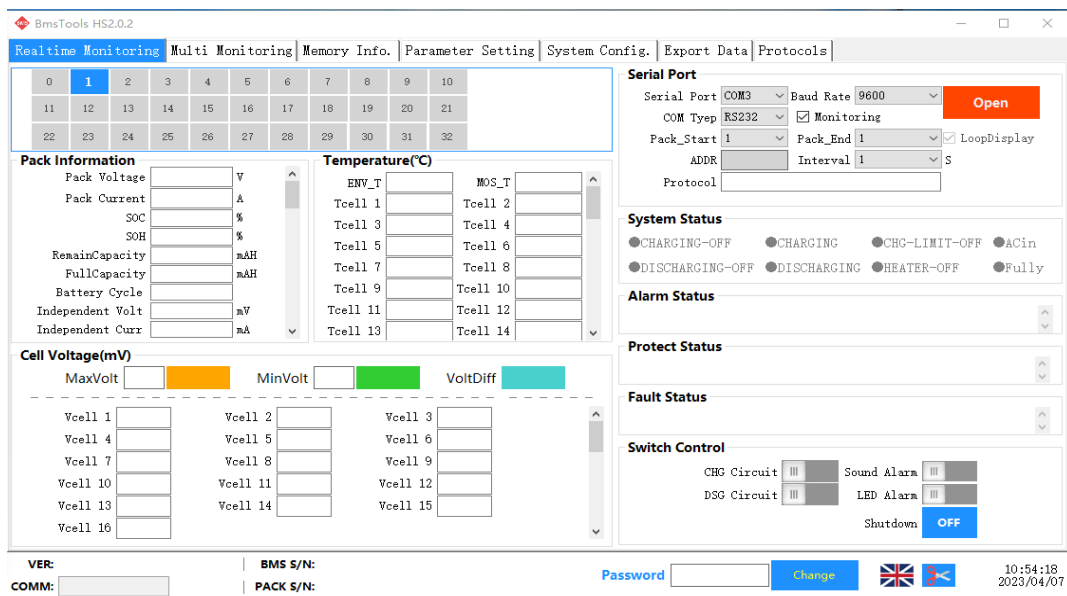 BMS BmsTools HS2.0.2
Realtime Monitoring Multi Monitoring Memory Info. Parameter Setting System Config. Export Data Protocols
0 1 2 3 4 5 6 7 8 9 10
11 12 13 14 15 16 17 18 19 20 21
22 23 24 25 26 27 28 29 30 31 32
Pack Information
Pack Voltage V
Pack Current A
SOC %
SOH %
RemainCapacity mAH
FullCapacity mAH
Battery Cycle
Independent Volt mV
Independent Curr mA
Temperature(℃)
ENV_T MOS_T
Tcell 1 Tcell 2
Tcell 3 Tcell 4
Tcell 5 Tcell 6
Tcell 7 Tcell 8
Tcell 9 Tcell 10
Tcell 11 Tcell 12
Tcell 13 Tcell 14
Cell Voltage(mV)
MaxVolt MinVolt VoltDiff
Vcell 1 Vcell 2 Vcell 3
Vcell 4 Vcell 5 Vcell 6
Vcell 7 Vcell 8 Vcell 9
Vcell 10 Vcell 11 Vcell 12
Vcell 13 Vcell 14 Vcell 15
Vcell 16
Serial Port
Serial Port COM3 Baud Rate 9600 Open
COM Tyep RS232 Monitoring
Pack_Start 1 Pack_End 1 LoopDisplay
ADDR Interval 1 S
Protocol
System Status
CHARGING-OFF CHARGING CHG-LIMIT-OFF ACin
DISCHARGING-OFF DISCHARGING HEATER-OFF Fully
Alarm Status
Protect Status
Fault Status
Switch Control
CHG Circuit Sound Alarm
DSG Circuit LED Alarm
Shutdown OFF
VER: BMS S/N:
COMM: PACK S/N:
Password Change
10:54:18
2023/04/07